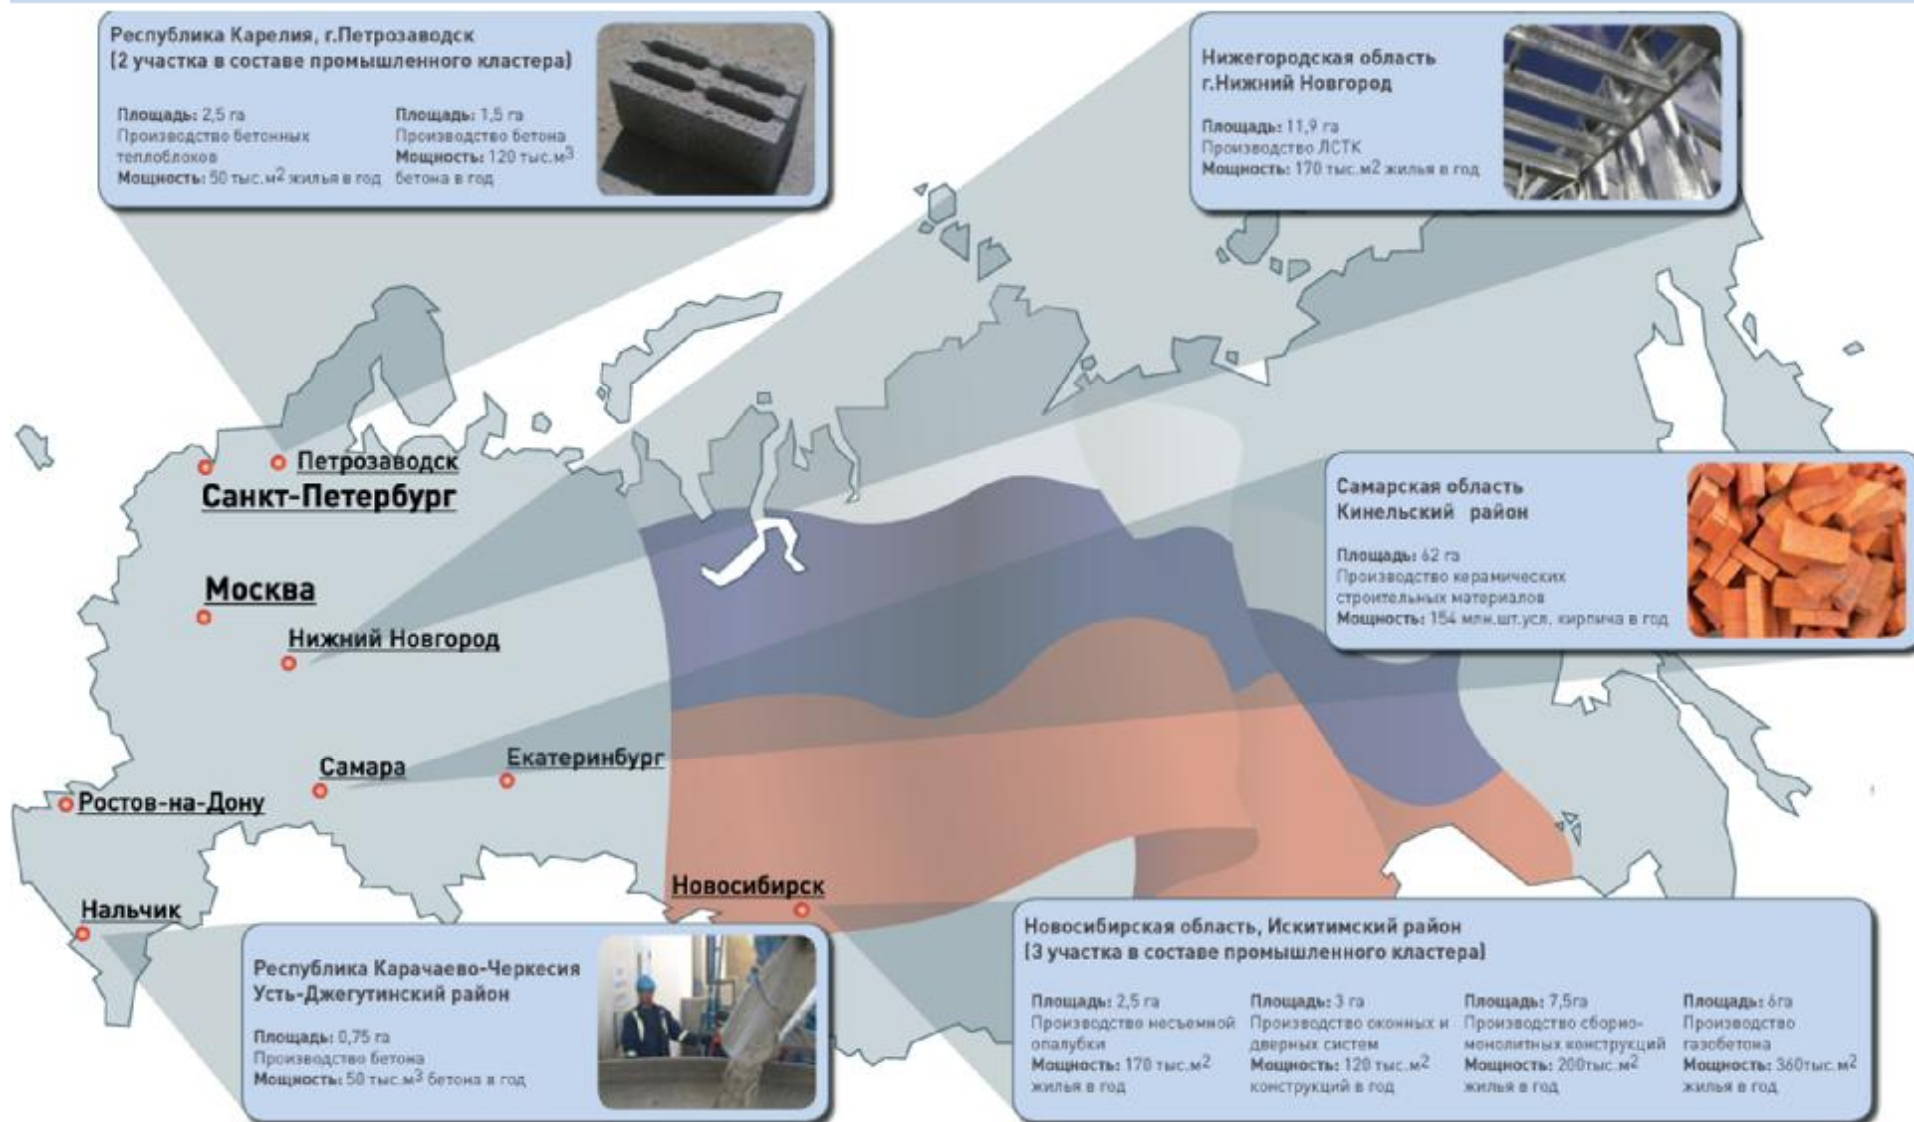 Республика Карелия, г.Петрозаводск
(2 участка в составе промышленного кластера)
Площадь: 2,5 га
Производство бетонных
теплоблоков
Мощность: 50 тыс.м2 жилья в год
Площадь: 1,5 га
Производство бетона
Мощность: 120 тыс.м3
бетона в год
Нижегородская область
г.Нижний Новгород
Площадь: 11,9 га
Производство ЛСТК
Мощность: 170 тыс.м2 жилья в год
Петрозаводск
Санкт-Петербург
Москва
Нижний Новгород
Самарская область
Кинельский район
Площадь: 62 га
Производство керамических
строительных материалов
Мощность: 154 млн.шт.усл. кирпича в год
Самара
Екатеринбург
Ростов-на-Дону
Новосибирск
Нальчик
Республика Карачаево-Черкесия
Усть-Джегутинский район
Площадь: 0,75 га
Производство бетона
Мощность: 50 тыс.м3 бетона в год
Новосибирская область, Искитимский район
(3 участка в составе промышленного кластера)
Площадь: 2,5 га
Производство несъемной
опалубки
Мощность: 170 тыс.м2
жилья в год
Площадь: 3 га
Производство оконных и
дверных систем
Мощность: 120 тыс.м2
конструкций в год
Площадь: 7,5га
Производство сборно-
монолитных конструкций
Мощность: 200тыс.м2
жилья в год
Площадь: 6га
Производство
газобетона
Мощность: 360тыс.м2
жилья в год